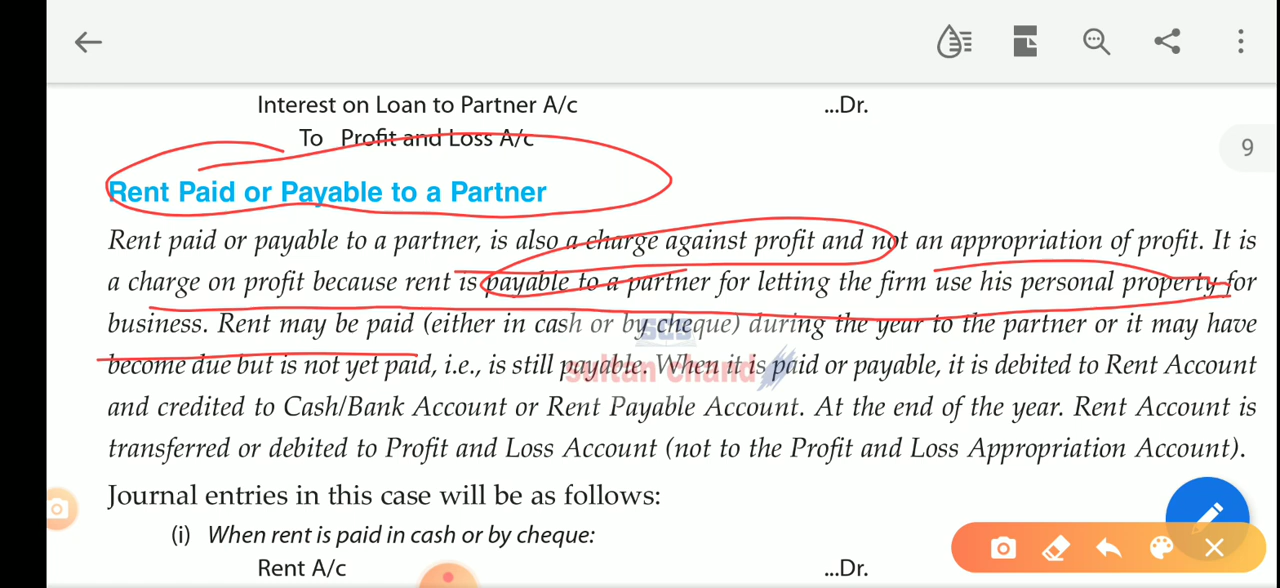 Interest on Loan to Partner A/c ...Dr.
To Profit and Loss A/c
9
Rent Paid or Payable to a Partner
Rent paid or payable to a partner, is also a charge against profit and not an appropriation of profit. It is
a charge on profit because rent is payable to a partner for letting the firm use his personal property for
business. Rent may be paid (either in cash or by cheque) during the year to the partner or it may have
become due but is not yet paid, i.e., is still payable. When it is paid or payable, it is debited to Rent Account
and credited to Cash/Bank Account or Rent Payable Account. At the end of the year. Rent Account is
transferred or debited to Profit and Loss Account (not to the Profit and Loss Appropriation Account).
sultan chand
Journal entries in this case will be as follows:
(i) When rent is paid in cash or by cheque:
Rent A/c ...Dr.